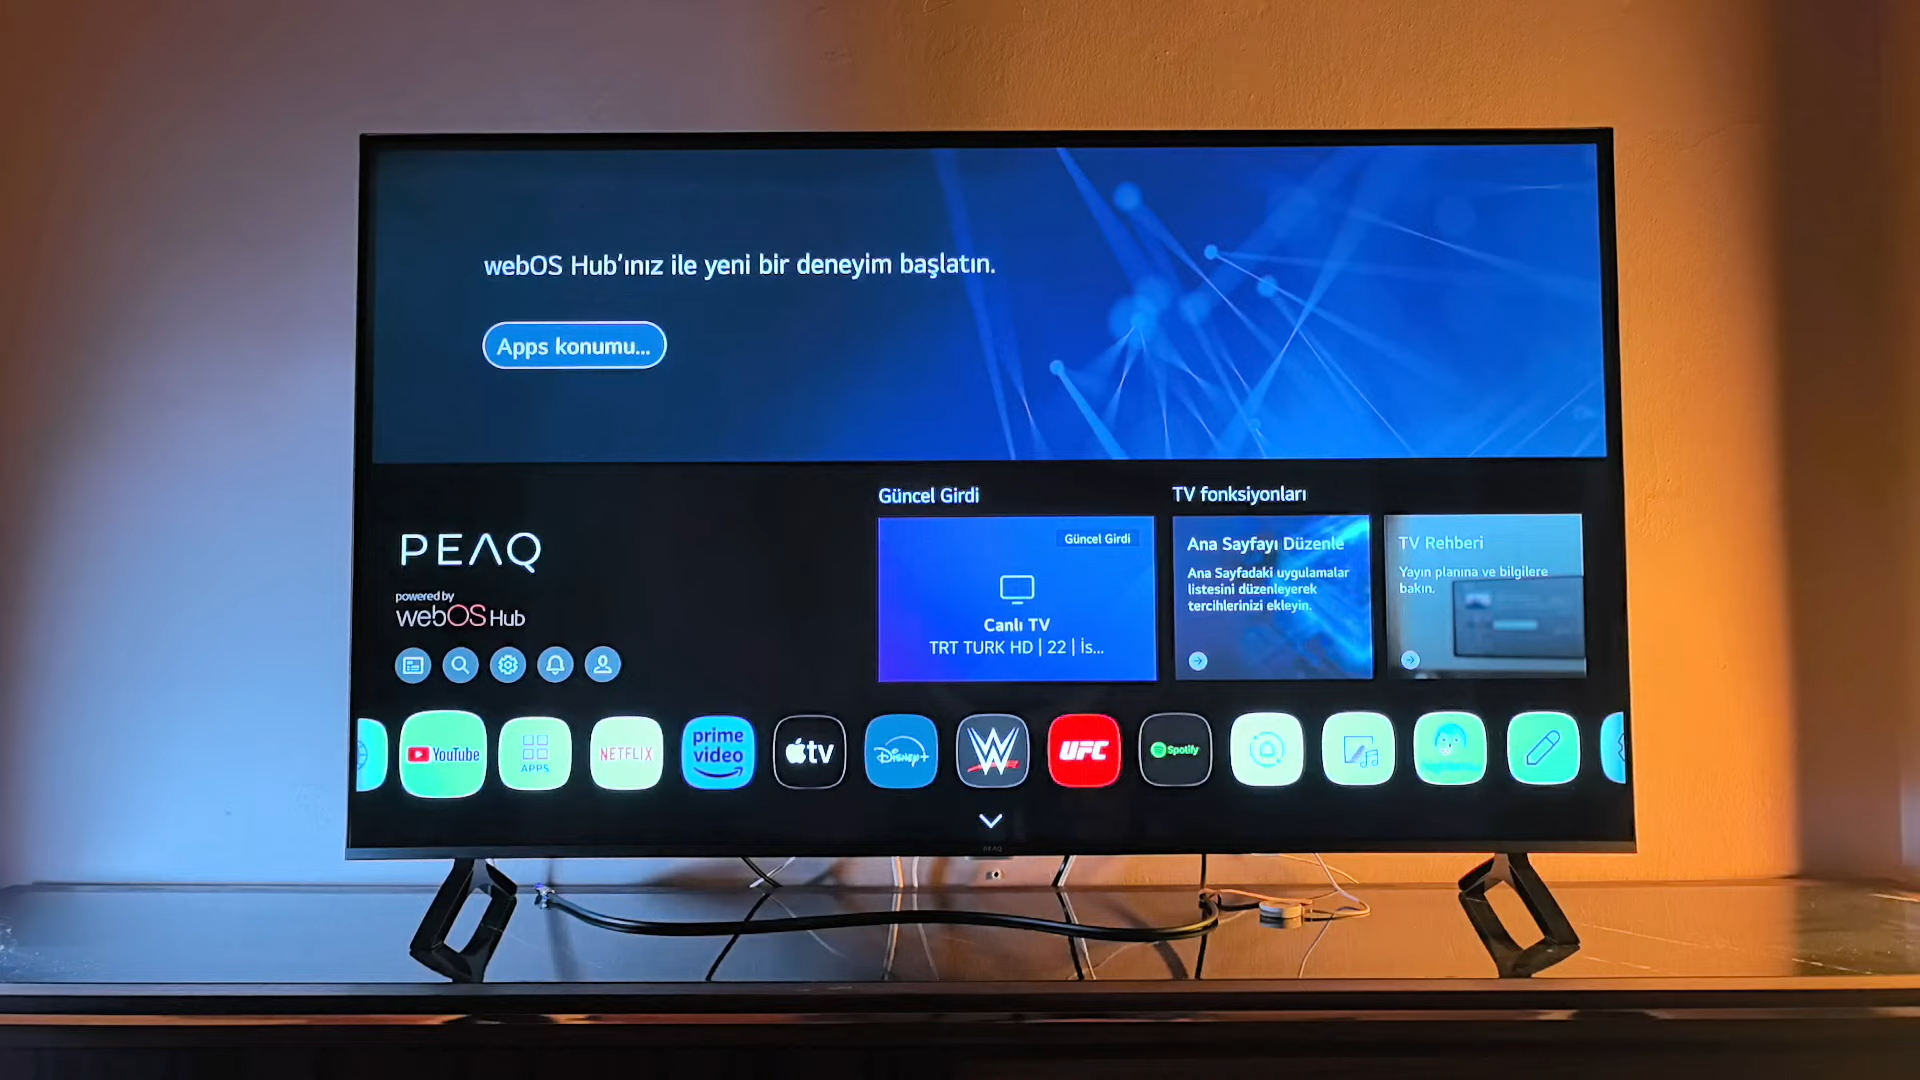 webOS Hub'ınız ile yeni bir deneyim başlatın.
Apps konumu...
Güncel Girdi
TV fonksiyonları
PEAQ
powered by
webOS Hub
Güncel Girdi
Canlı TV
TRT TURK HD | 22 | İs...
Ana Sayfayı Düzenle
Ana Sayfadaki uygulamalar
listesini düzenleyerek
tercihlerinizi ekleyin.
TV Rehberi
Yayın planına ve bilgilere
bakın.
YouTube
APPS
NETFLIX
prime
video
tv
Disney+
W
UFC
Spotify
PEAQ